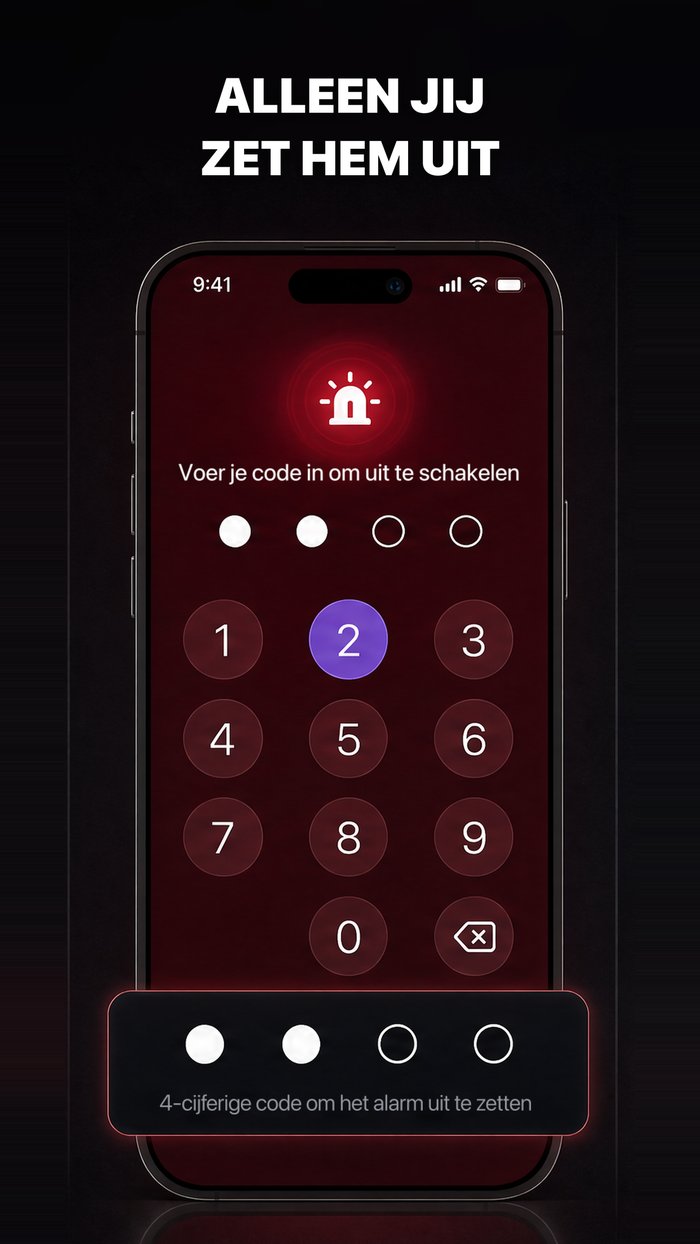 ALLEEN JIJ
ZET HEM UIT
9:41
Voer je code in om uit te schakelen
1 2 3
4 5 6
7 8 9
0
4-cijferige code om het alarm uit te zetten